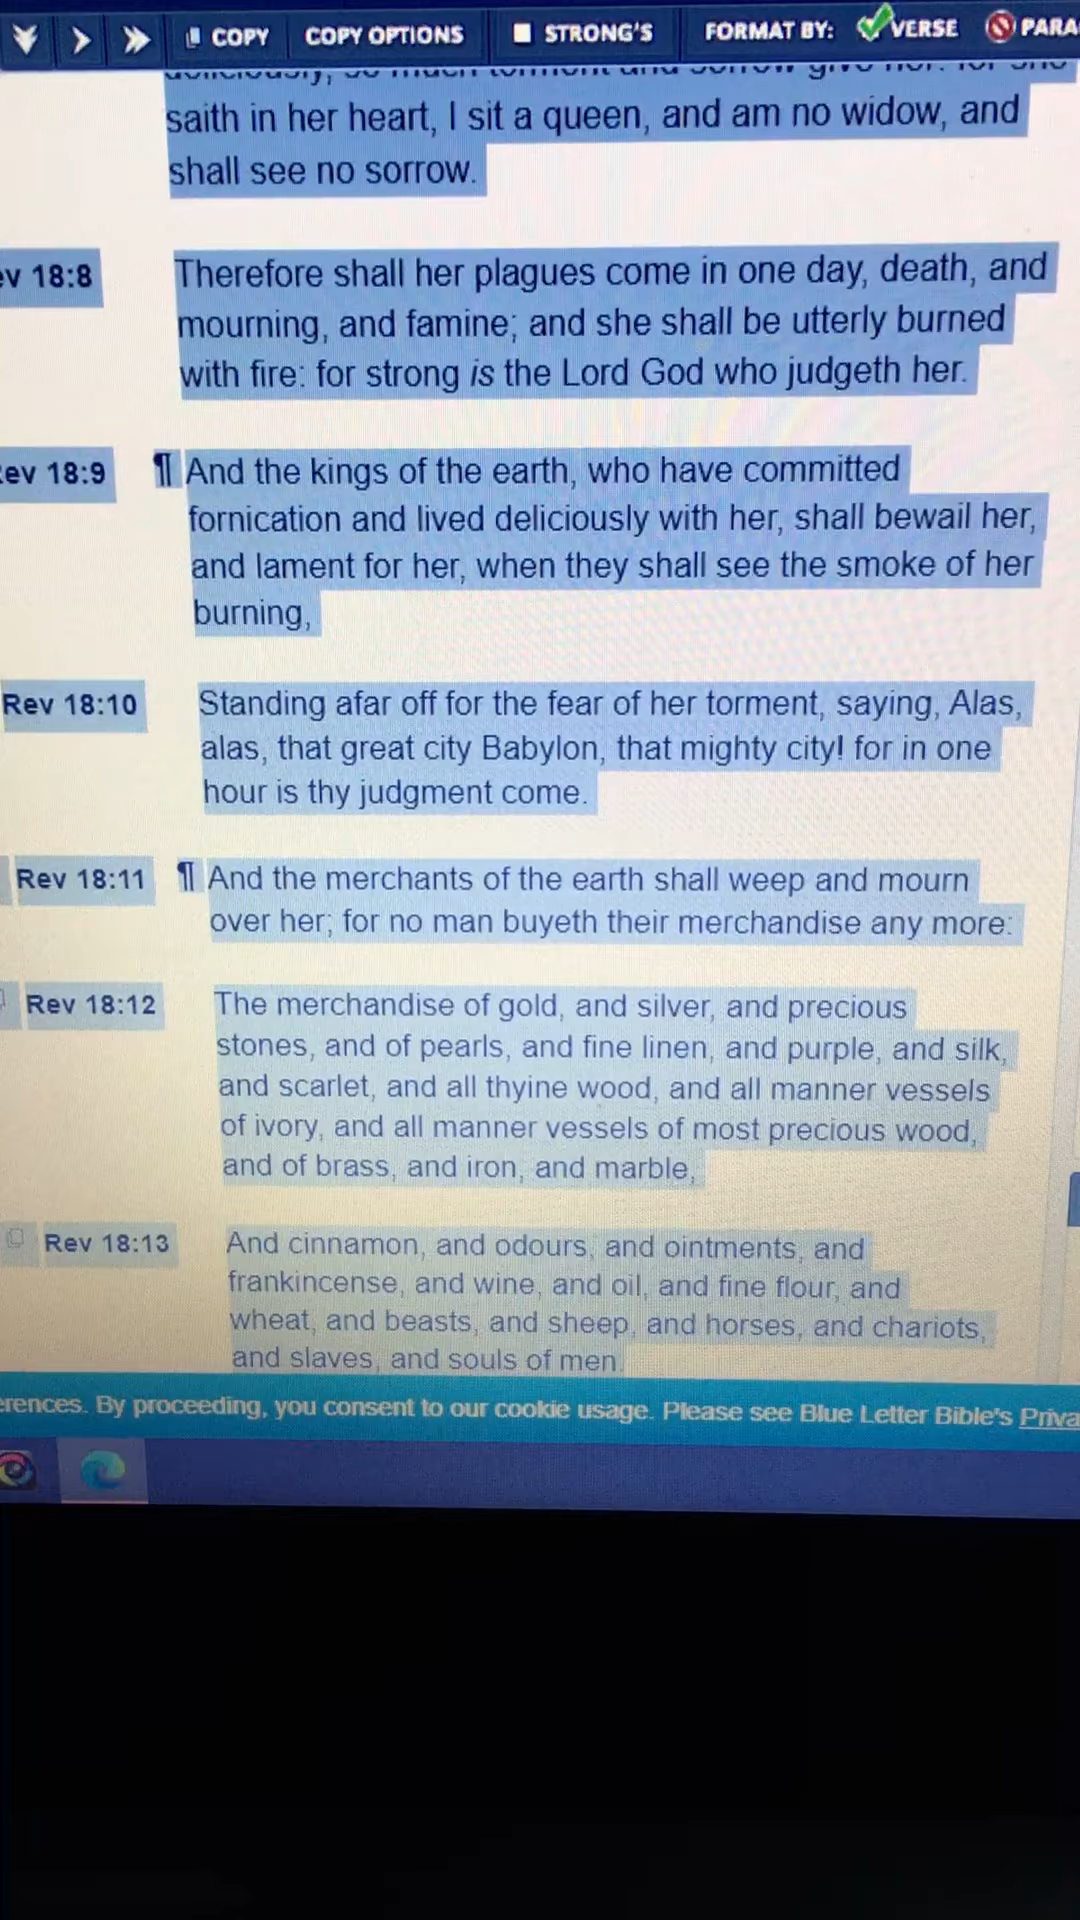 COPY COPY OPTIONS STRONG'S FORMAT BY: VERSE PARA
saith in her heart, I sit a queen, and am no widow, and
shall see no sorrow.
ev 18:8 Therefore shall her plagues come in one day, death, and
mourning, and famine; and she shall be utterly burned
with fire: for strong is the Lord God who judgeth her.
ev 18:9 ¶ And the kings of the earth, who have committed
fornication and lived deliciously with her, shall bewail her,
and lament for her, when they shall see the smoke of her
burning,
Rev 18:10 Standing afar off for the fear of her torment, saying, Alas,
alas, that great city Babylon, that mighty city! for in one
hour is thy judgment come.
Rev 18:11 ¶ And the merchants of the earth shall weep and mourn
over her; for no man buyeth their merchandise any more:
Rev 18:12 The merchandise of gold, and silver, and precious
stones, and of pearls, and fine linen, and purple, and silk,
and scarlet, and all thyine wood, and all manner vessels
of ivory, and all manner vessels of most precious wood,
and of brass, and iron, and marble,
Rev 18:13 And cinnamon, and odours, and ointments, and
frankincense, and wine, and oil, and fine flour, and
wheat, and beasts, and sheep, and horses, and chariots,
and slaves, and souls of men.
erences. By proceeding, you consent to our cookie usage. Please see Blue Letter Bible's Priva